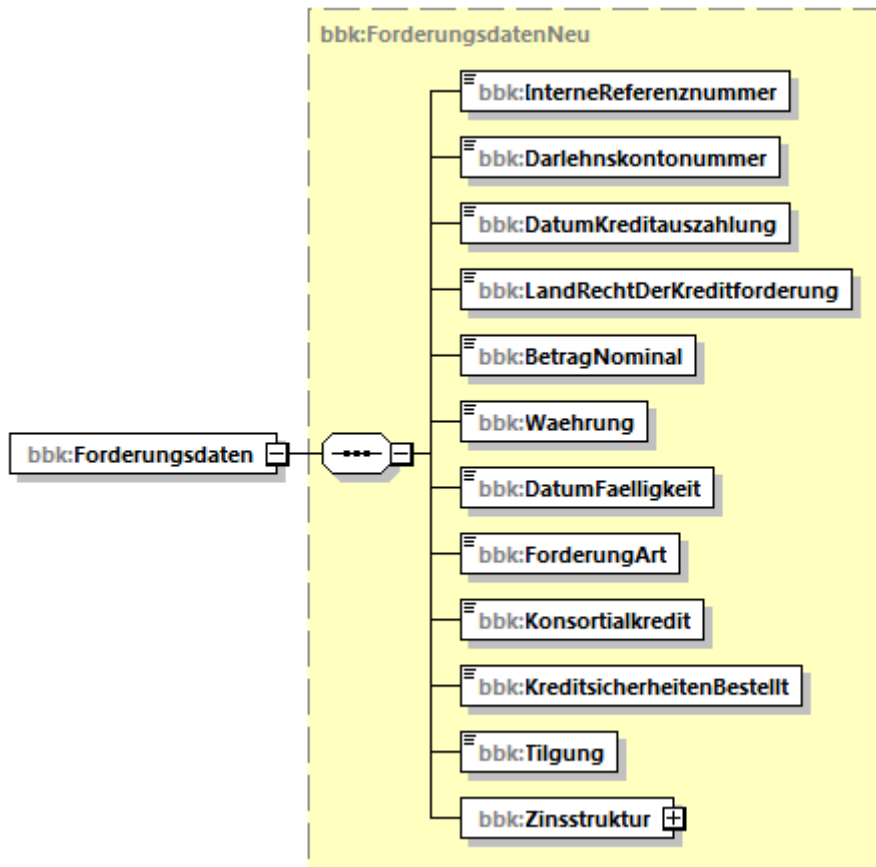 bbk:ForderungsdatenNeu
bbk:InterneReferenznummer
bbk:Darlehnskontonummer
bbk:DatumKreditauszahlung
bbk:LandRechtDerKreditforderung
bbk:BetragNominal
bbk:Waehrung
bbk:Forderungsdaten
bbk:DatumFaelligkeit
bbk:ForderungArt
bbk:Konsortialkredit
bbk:KreditsicherheitenBestellt
bbk:Tilgung
bbk:Zinsstruktur